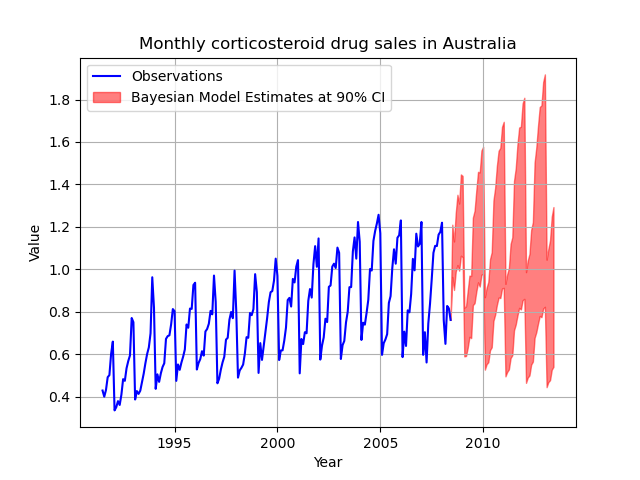 Monthly corticosteroid drug sales in Australia
Observations
Bayesian Model Estimates at 90% CI
Value
1.8
1.6
1.4
1.2
1.0
0.8
0.6
0.4
1995 2000 2005 2010
Year